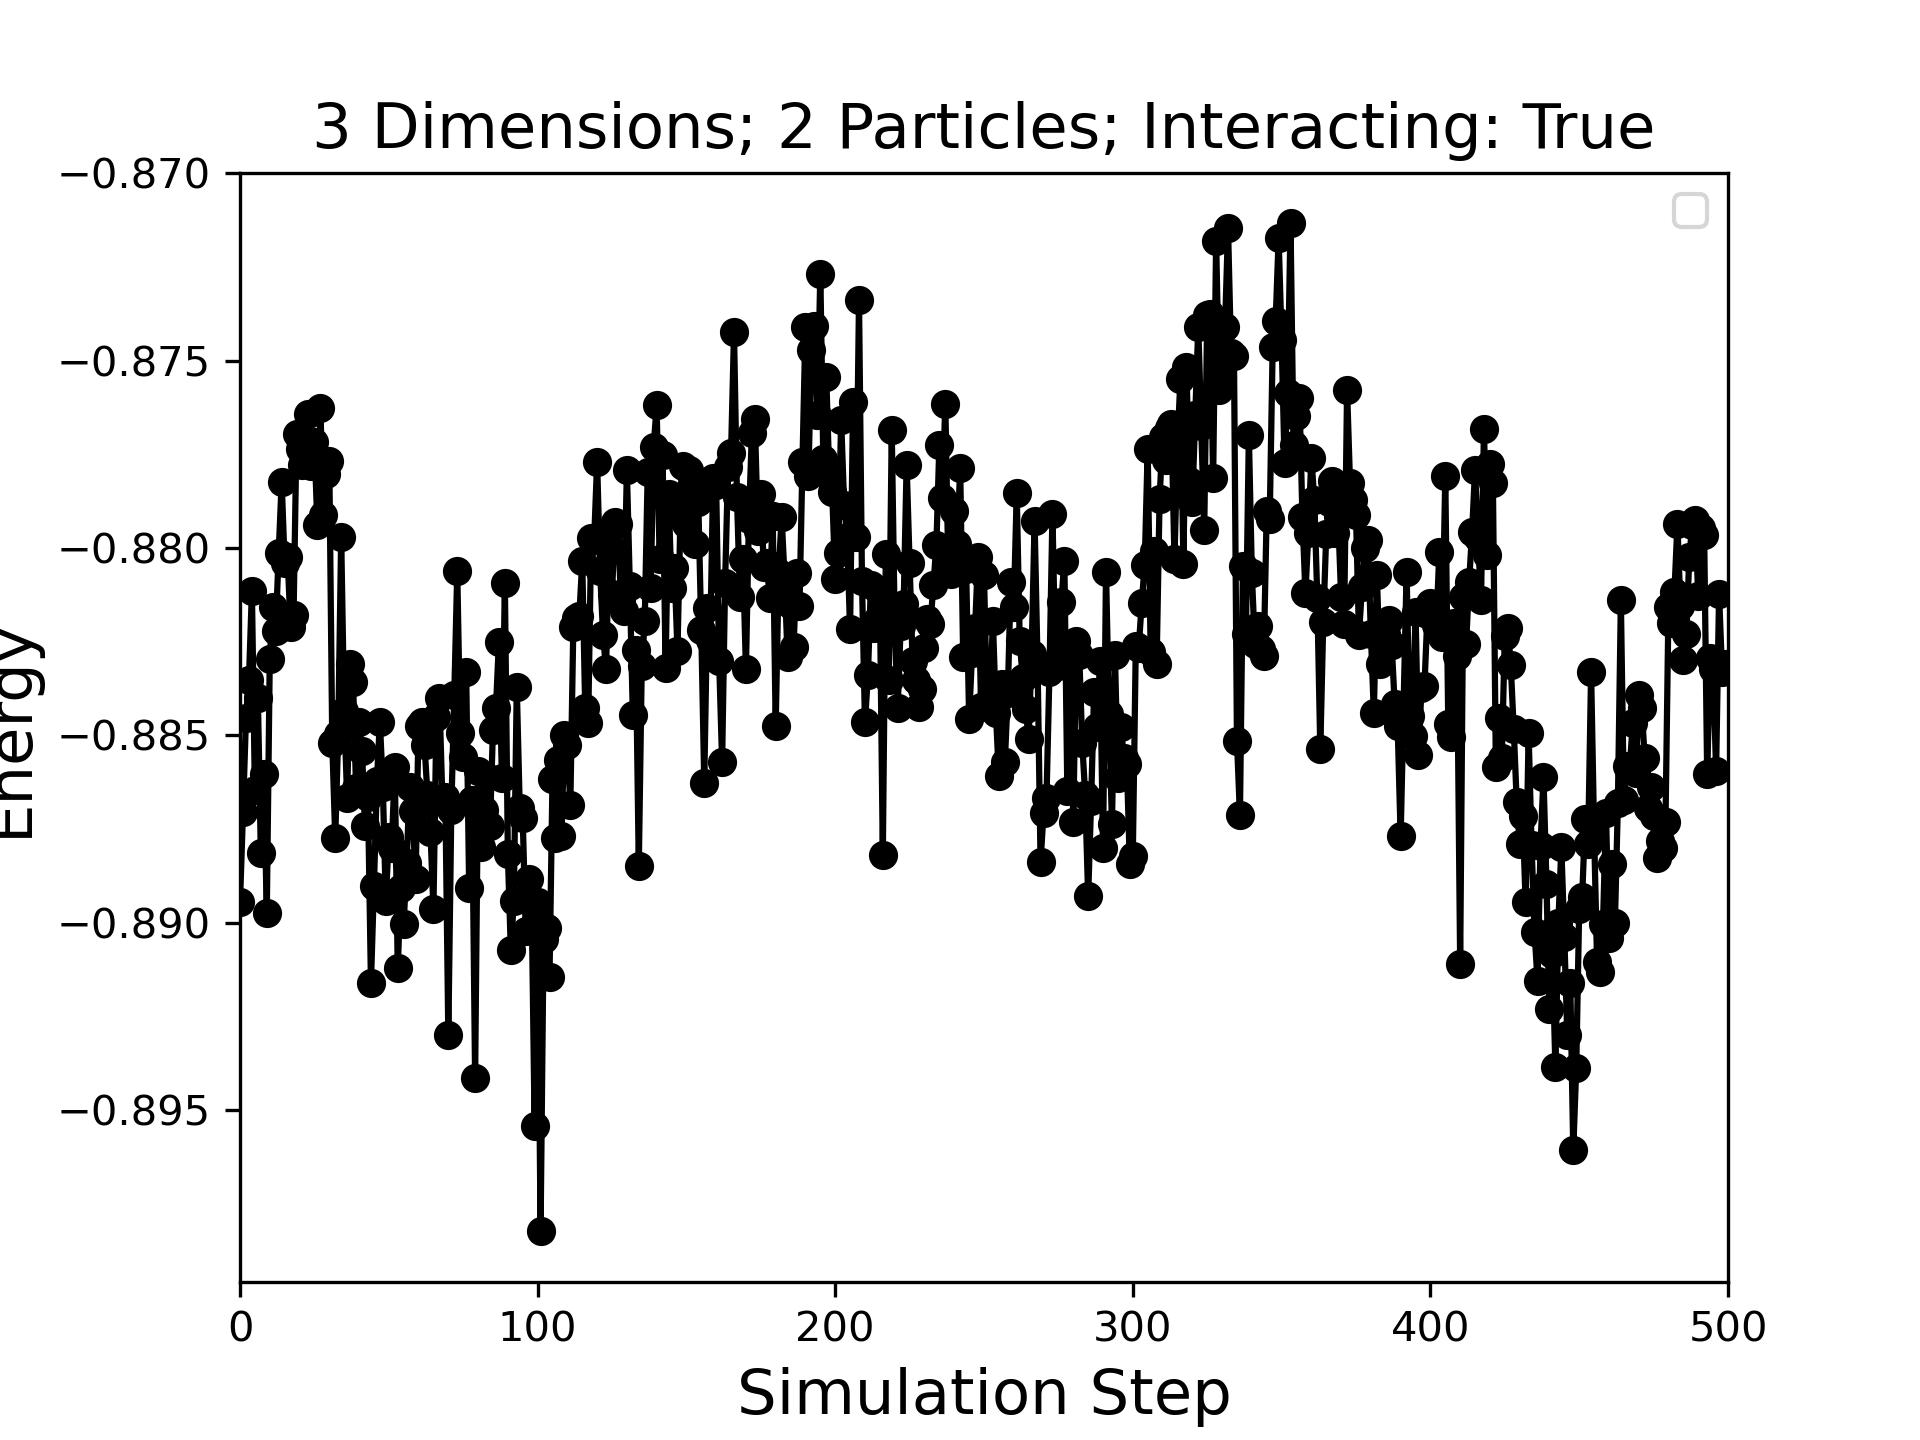 3 Dimensions; 2 Particles; Interacting: True
−0.870
−0.875
−0.880
−0.885
−0.890
−0.895
Energy
0 100 200 300 400 500
Simulation Step